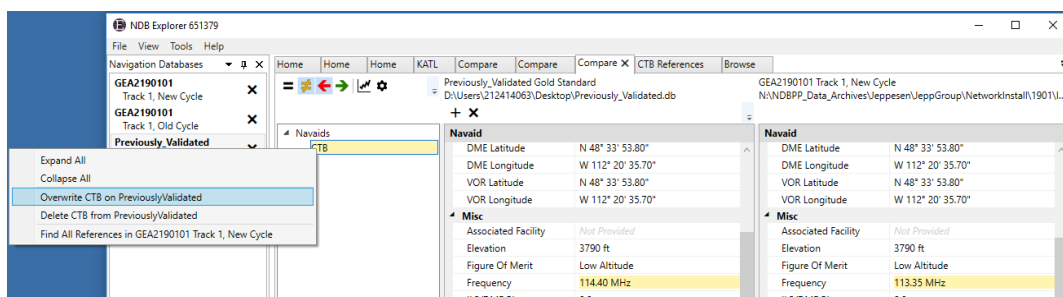 NDB Explorer 651379
File View Tools Help
Navigation Databases
Home Home Home KATL Compare Compare Compare CTB References Browse
GEA2190101
Track 1, New Cycle
GEA2190101
Track 1, Old Cycle
Previously_Validated
Previously_Validated Gold Standard
D:\Users\212414063\Desktop\Previously_Validated.db
GEA2190101 Track 1, New Cycle
N:\NDBPP_Data_Archives\Jeppesen\JeppGroup\NetworkInstall\1901\I...
Expand All
Collapse All
Overwrite CTB on PreviouslyValidated
Delete CTB from PreviouslyValidated
Find All References in GEA2190101 Track 1, New Cycle
Navaids
CTB
Navaid
DME Latitude N 48° 33' 53.80"
DME Longitude W 112° 20' 35.70"
VOR Latitude N 48° 33' 53.80"
VOR Longitude W 112° 20' 35.70"
Misc
Associated Facility Not Provided
Elevation 3790 ft
Figure Of Merit Low Altitude
Frequency 114.40 MHz
Navaid
DME Latitude N 48° 33' 53.80"
DME Longitude W 112° 20' 35.70"
VOR Latitude N 48° 33' 53.80"
VOR Longitude W 112° 20' 35.70"
Misc
Associated Facility Not Provided
Elevation 3790 ft
Figure Of Merit Low Altitude
Frequency 113.35 MHz